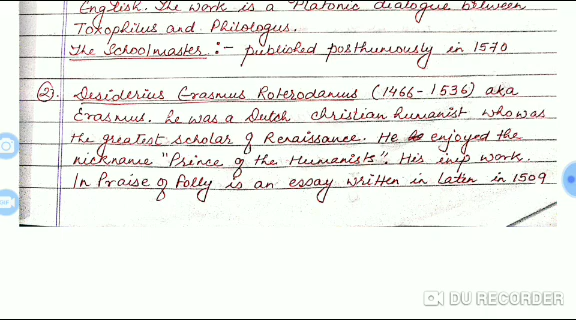 English. The work is a Platonic dialogue between
Toxophilus and Philologus.
The Schoolmaster :- published posthumously in 1570
②. Desiderius Erasmus Roterodamus (1466-1536) aka
Erasmus. he was a Dutch christian humanist who was
the greatest scholar of Renaissance. He enjoyed the
nickname "Prince of the Humanists". His imp work.
In Praise of folly is an essay written in Laten in 1509
GIF
DU RECORDER